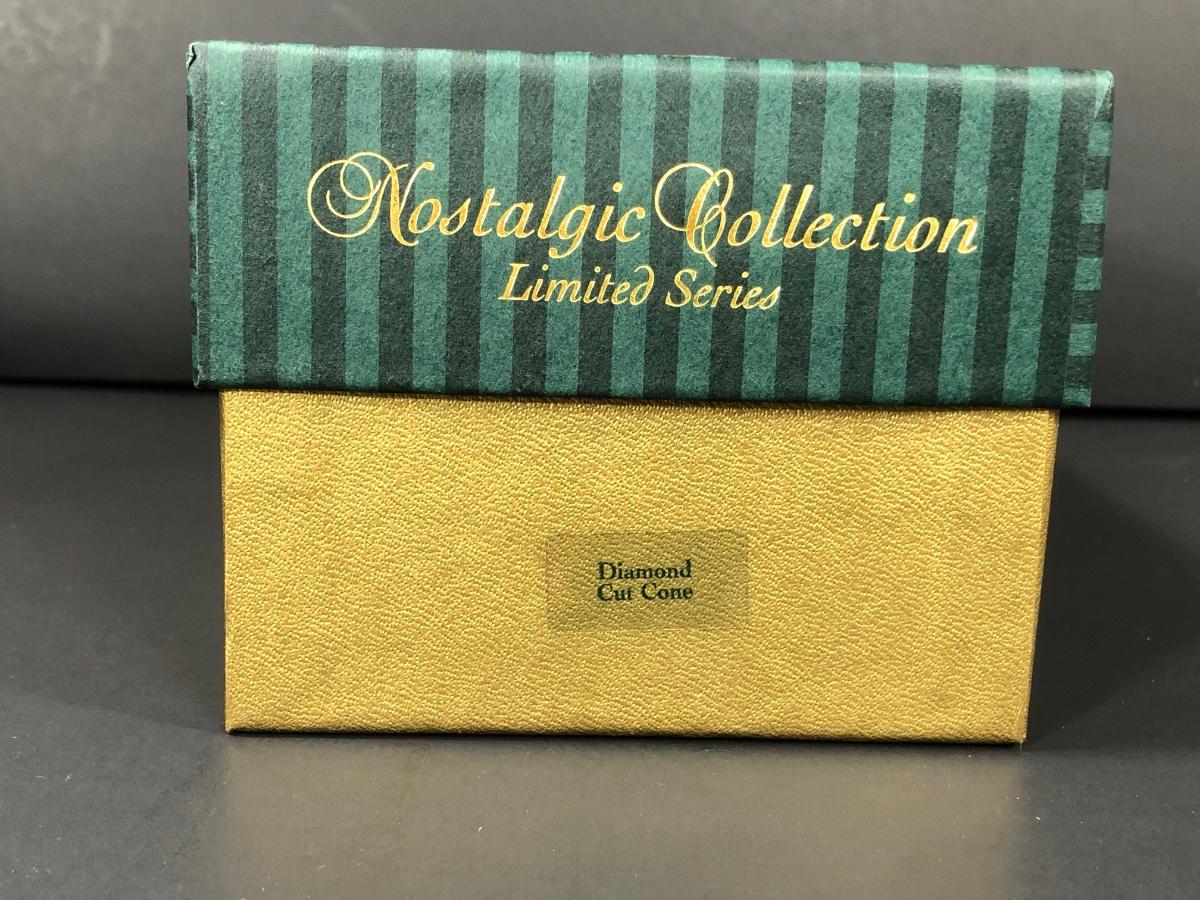 Nostalgic Collection
Limited Series
Diamond
Cut Cone